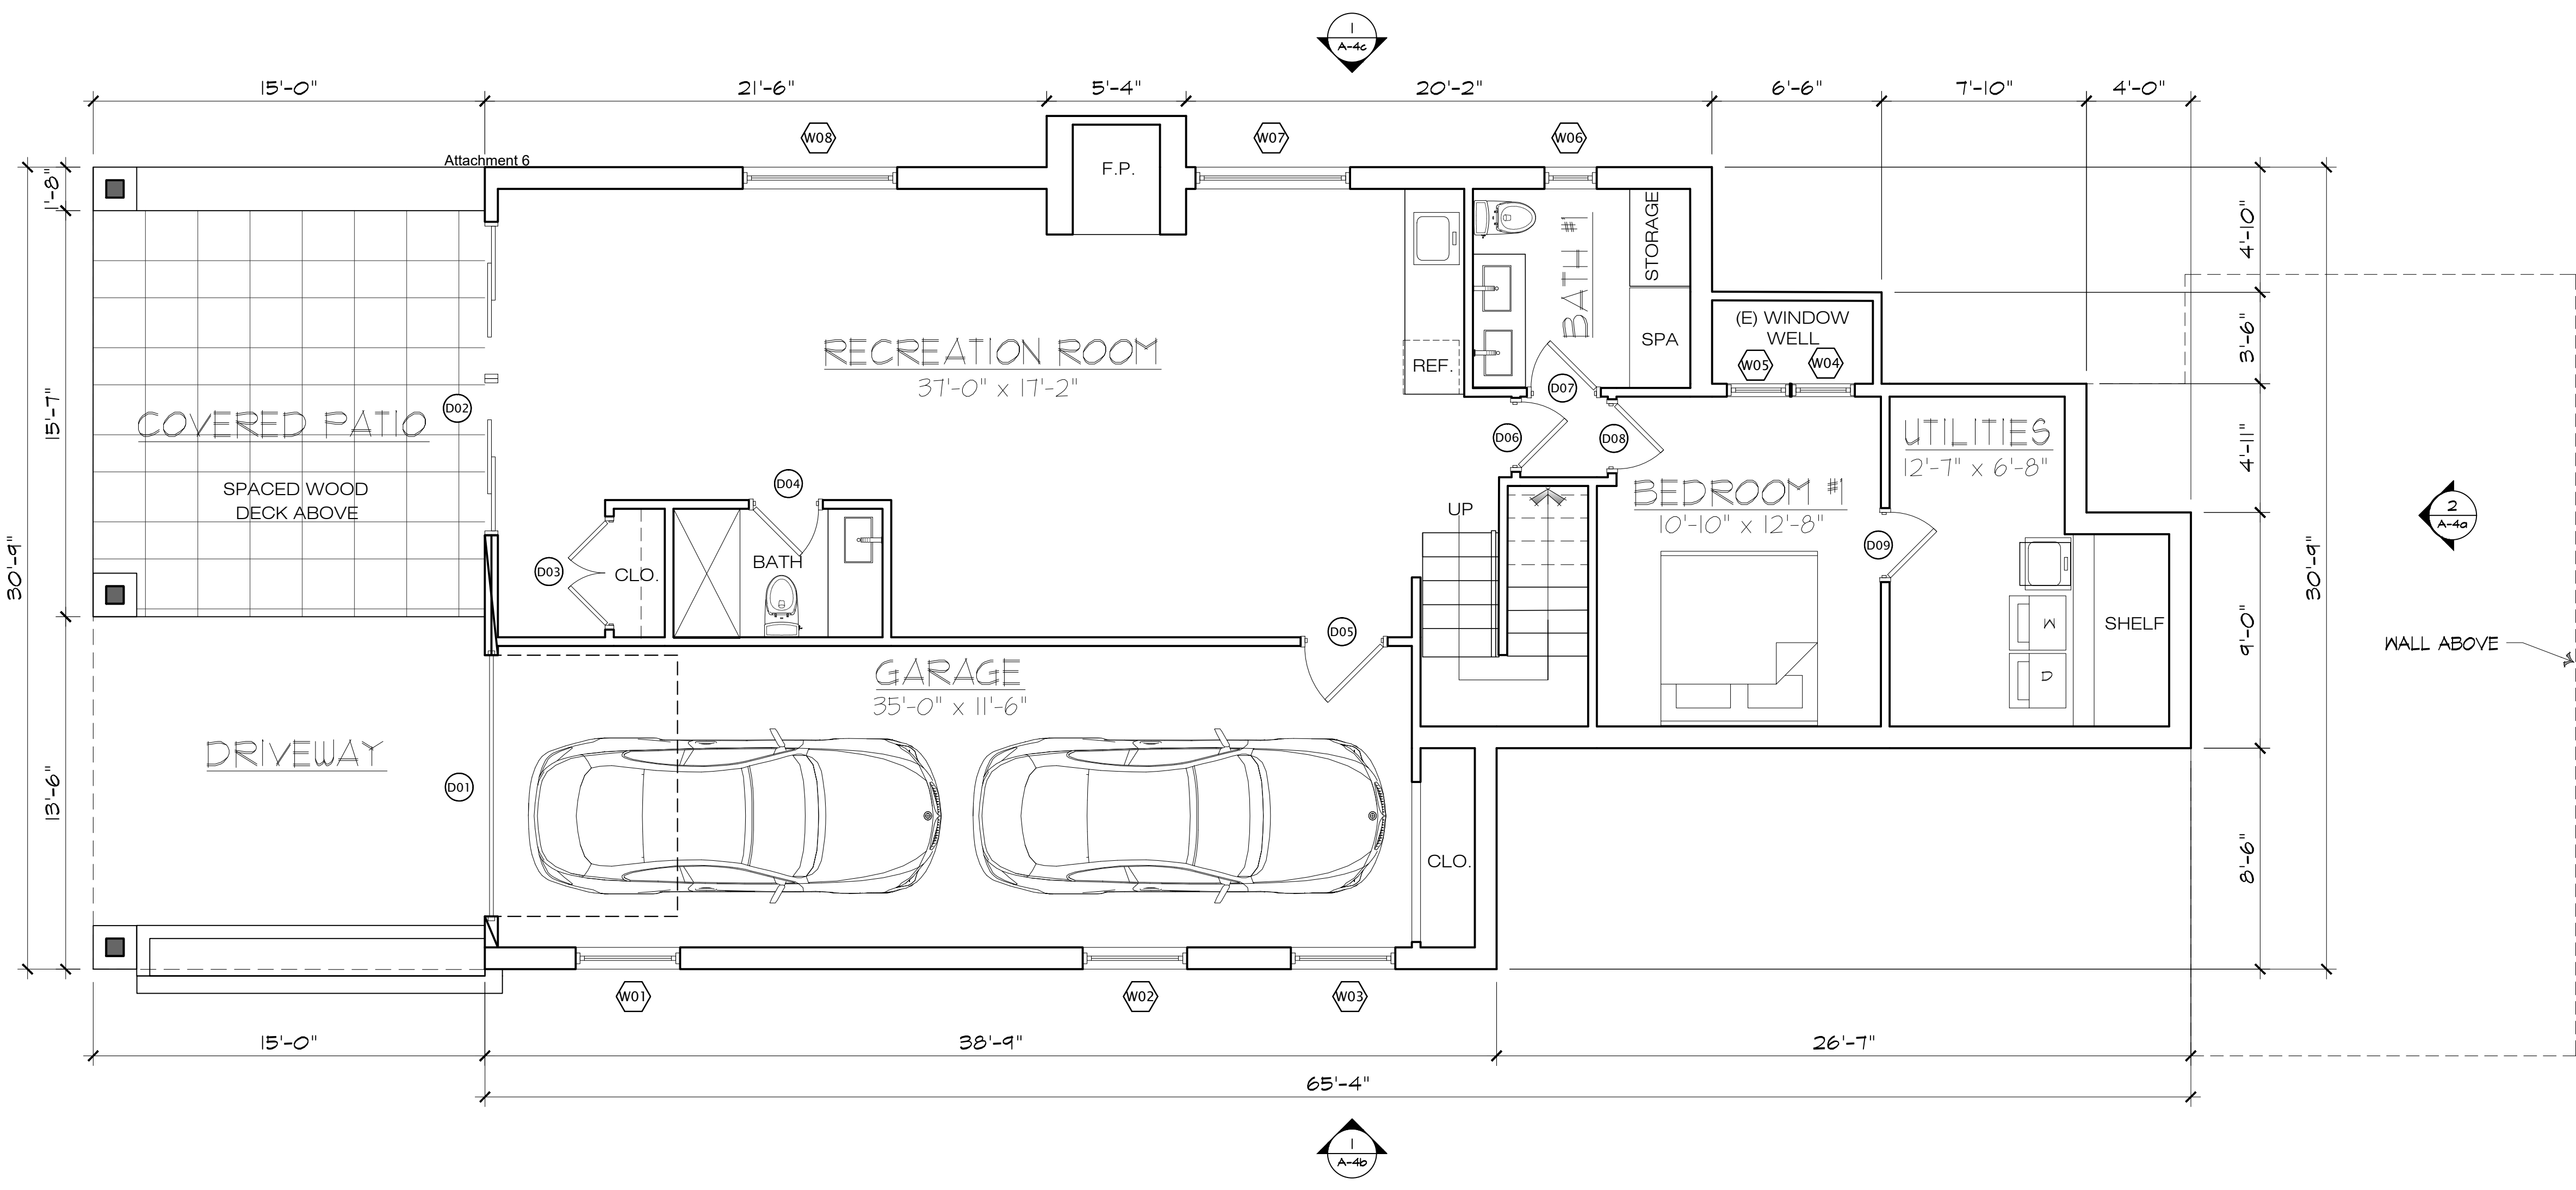 1
A-4c
15'-0"
21'-6"
5'-4"
20'-2"
6'-6"
7'-10"
4'-0"
W08
W07
W06
Attachment 6
F.P.
1'-8"
STORAGE
BATH #1
4'-10"
(E) WINDOW
WELL
RECREATION ROOM
37'-0" x 17'-2"
SPA
REF.
W05
W04
3'-6"
D07
D02
COVERED PATIO
15'-7"
D06
D08
UTILITIES
12'-7" x 6'-8"
4'-11"
SPACED WOOD
DECK ABOVE
D04
UP
BEDROOM #1
10'-10" x 12'-8"
2
A-4a
30'-9"
D03
CLO.
BATH
D09
30'-9"
D05
W
SHELF
9'-0"
WALL ABOVE
GARAGE
35'-0" x 11'-6"
D
DRIVEWAY
13'-6"
D01
CLO.
8'-6"
W01
W02
W03
15'-0"
38'-9"
26'-7"
65'-4"
1
A-4b